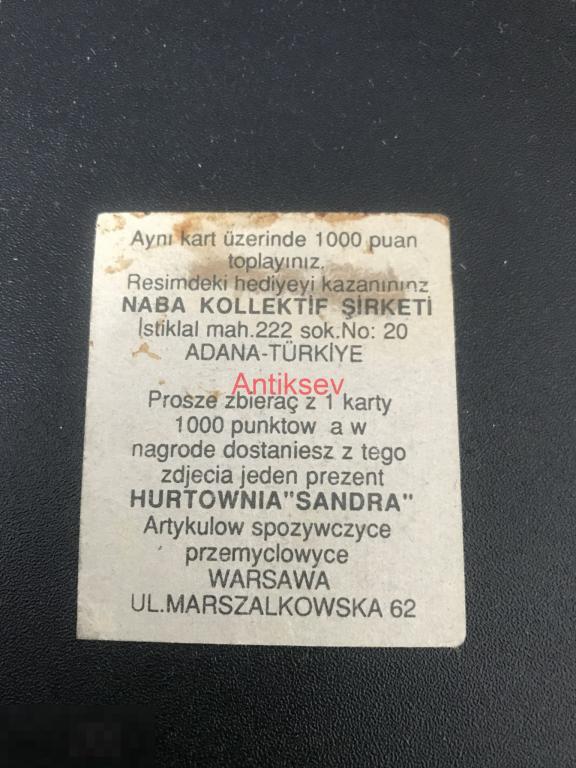 Aynı kart üzerinde 1000 puan
toplayınız.
Resimdeki hediyeyi kazanınınz
NABA KOLLEKTİF ŞİRKETİ
İstiklal mah.222 sok.No: 20
ADANA-TÜRKİYE
Antiksev
Prosze zbieraç z 1 karty
1000 punktow a w
nagrode dostaniesz z tego
zdjecia jeden prezent
HURTOWNIA"SANDRA"
Artykulow spozywczyce
przemyclowyce
WARSAWA
UL.MARSZALKOWSKA 62